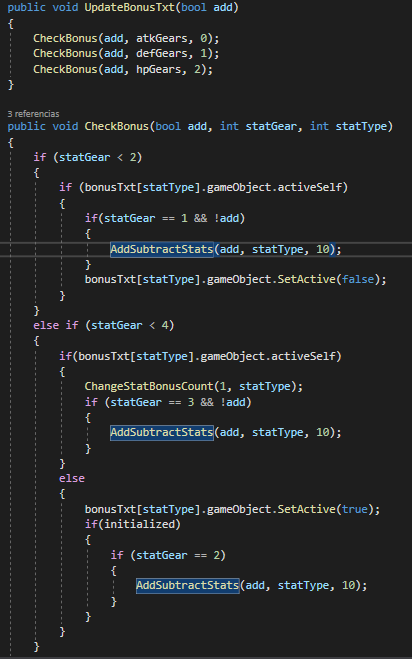 public void UpdateBonusTxt(bool add)
{
CheckBonus(add, atkGears, 0);
CheckBonus(add, defGears, 1);
CheckBonus(add, hpGears, 2);
}
3 referencias
public void CheckBonus(bool add, int statGear, int statType)
{
if (statGear < 2)
{
if (bonusTxt[statType].gameObject.activeSelf)
{
if(statGear == 1 && !add)
{
AddSubtractStats(add, statType, 10);
}
bonusTxt[statType].gameObject.SetActive(false);
}
}
else if (statGear < 4)
{
if(bonusTxt[statType].gameObject.activeSelf)
{
ChangeStatBonusCount(1, statType);
if (statGear == 3 && !add)
{
AddSubtractStats(add, statType, 10);
}
}
else
{
bonusTxt[statType].gameObject.SetActive(true);
if(initialized)
{
if (statGear == 2)
{
AddSubtractStats(add, statType, 10);
}
}
}
}